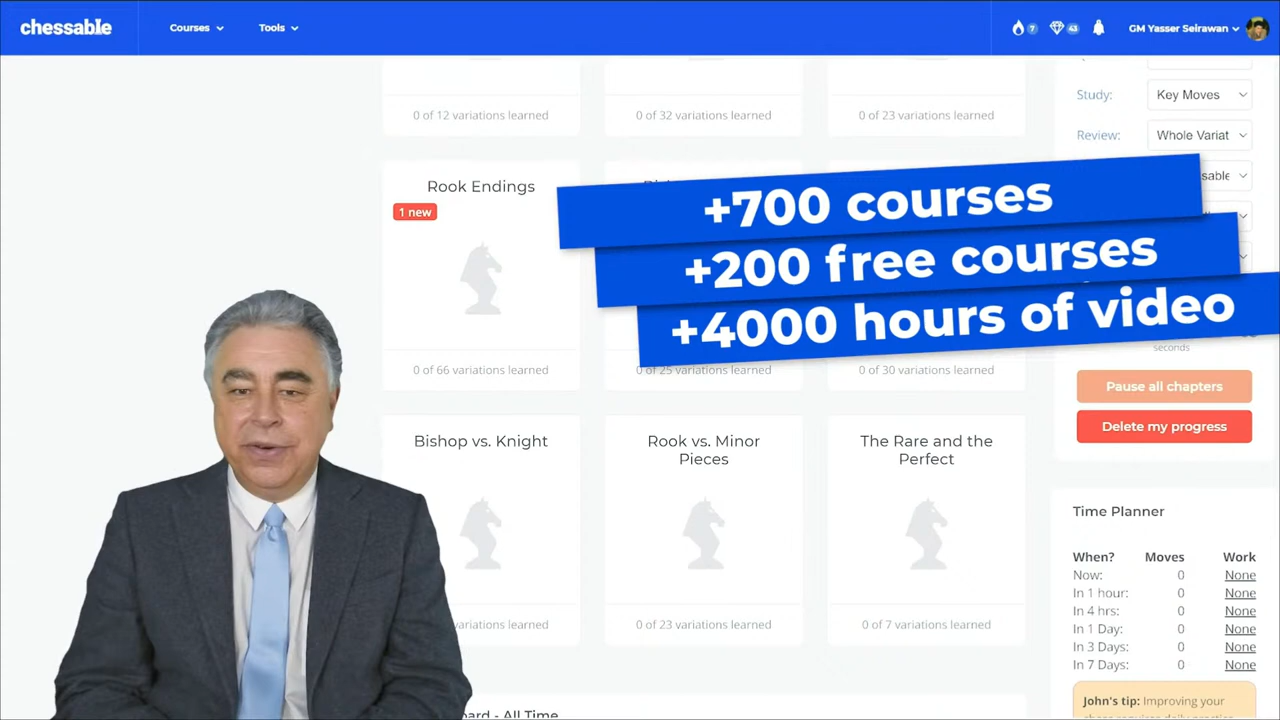 chessable
Courses
Tools
7
43
GM Yasser Seirawan
0 of 12 variations learned
0 of 32 variations learned
0 of 23 variations learned
Study:
Key Moves
Review:
Whole Variat
Rook Endings
1 new
+700 courses
+200 free courses
+4000 hours of video
seconds
0 of 66 variations learned
0 of 25 variations learned
0 of 30 variations learned
Pause all chapters
Delete my progress
Bishop vs. Knight
Rook vs. Minor
Pieces
The Rare and the
Perfect
variations learned
0 of 23 variations learned
0 of 7 variations learned
Time Planner
When? Moves Work
Now: 0 None
In 1 hour: 0 None
In 4 hrs: 0 None
In 1 Day: 0 None
In 3 Days: 0 None
In 7 Days: 0 None
John's tip: Improving your
- All Time